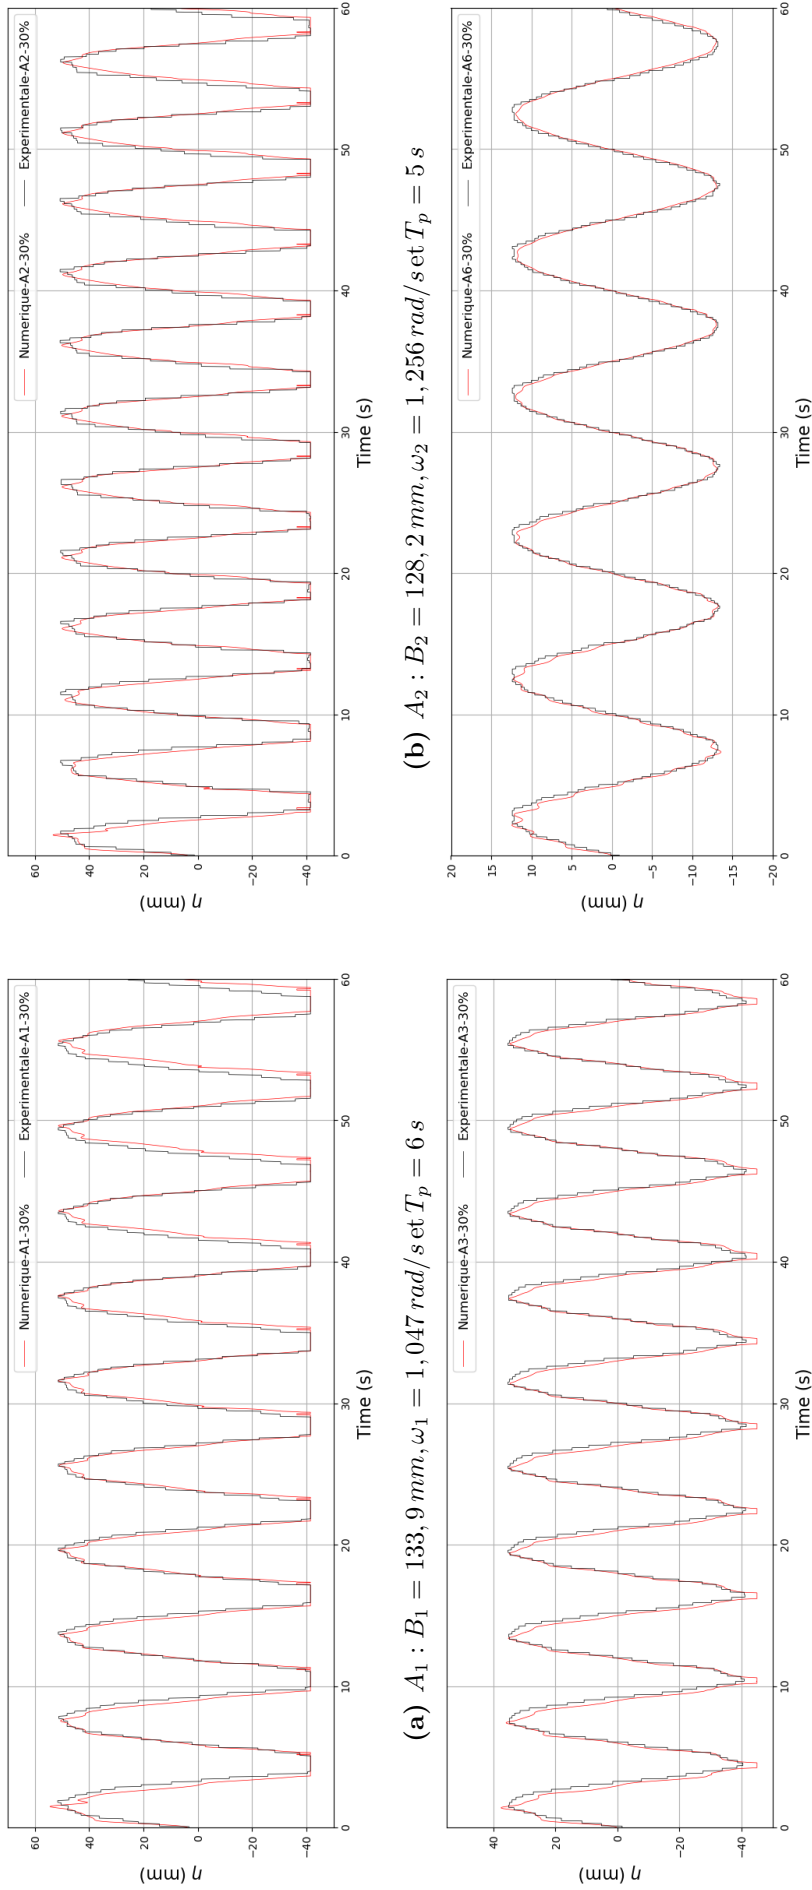 Numerique-A1-30% Experimentale-A1-30%
60
40
20
0
−20
−40
η (mm)
0 10 20 30 40 50 60
Time (s)
(a) A₁ : B₁ = 133, 9 mm, ω₁ = 1, 047 rad/s et Tₚ = 6 s
Numerique-A2-30% Experimentale-A2-30%
60
40
20
0
−20
−40
η (mm)
0 10 20 30 40 50 60
Time (s)
(b) A₂ : B₂ = 128, 2 mm, ω₂ = 1, 256 rad/s et Tₚ = 5 s
Numerique-A3-30% Experimentale-A3-30%
40
20
0
−20
−40
η (mm)
0 10 20 30 40 50 60
Time (s)
Numerique-A6-30% Experimentale-A6-30%
20
15
10
5
0
−5
−10
−15
−20
η (mm)
0 10 20 30 40 50 60
Time (s)